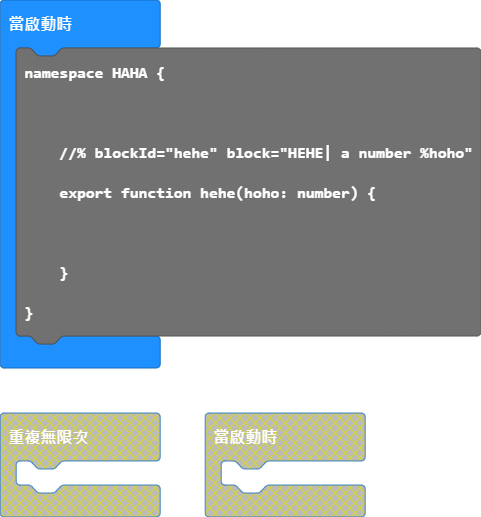 當啟動時
namespace HAHA {
//% blockId="hehe" block="HEHE| a number %hoho"
export function hehe(hoho: number) {
}
}
重複無限次
當啟動時